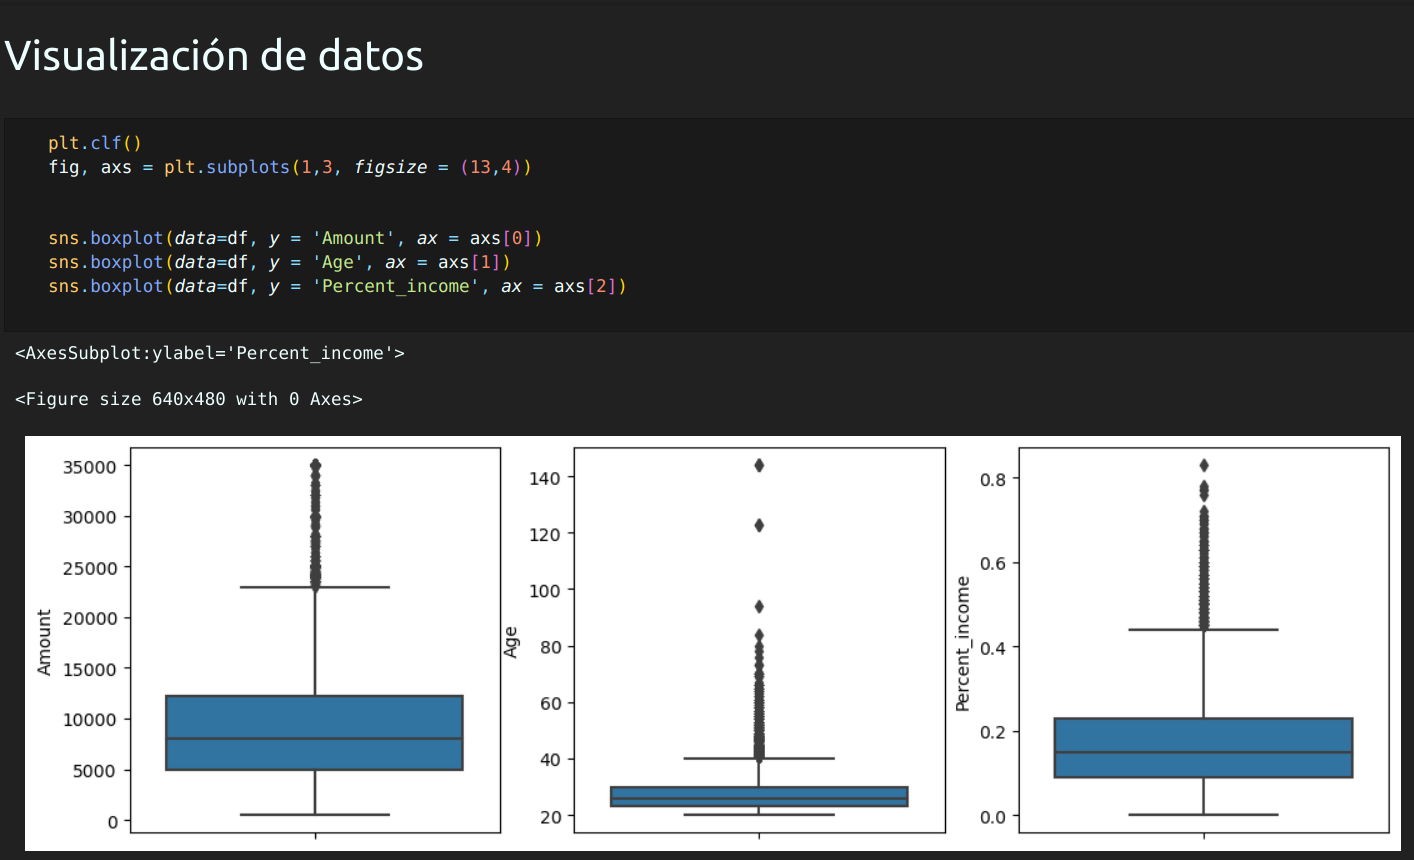 Visualización de datos
plt.clf()
fig, axs = plt.subplots(1,3, figsize = (13,4))
sns.boxplot(data=df, y = 'Amount', ax = axs[0])
sns.boxplot(data=df, y = 'Age', ax = axs[1])
sns.boxplot(data=df, y = 'Percent_income', ax = axs[2])
<AxesSubplot:ylabel='Percent_income'>
<Figure size 640x480 with 0 Axes>
35000
30000
25000
20000
15000
10000
5000
0
Amount
140
120
100
80
60
40
20
Age
0.8
0.6
0.4
0.2
0.0
Percent_income